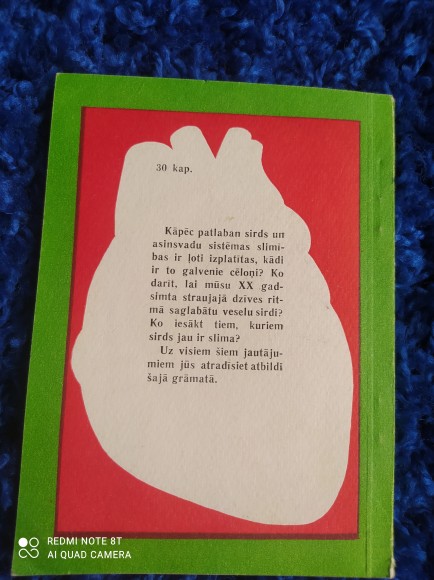 30 kap.
Kāpēc patlaban sirds un
asinsvadu sistēmas slimī-
bas ir ļoti izplatītas, kādi
ir to galvenie cēloņi? Ko
darīt, lai mūsu XX gad-
simta straujajā dzīves rit-
mā saglabātu veselu sirdi?
Ko iesākt tiem, kuriem
sirds jau ir slima?
Uz visiem šiem jautāju-
miem jūs atradīsiet atbildi
šajā grāmatā.
REDMI NOTE 8T
AI QUAD CAMERA